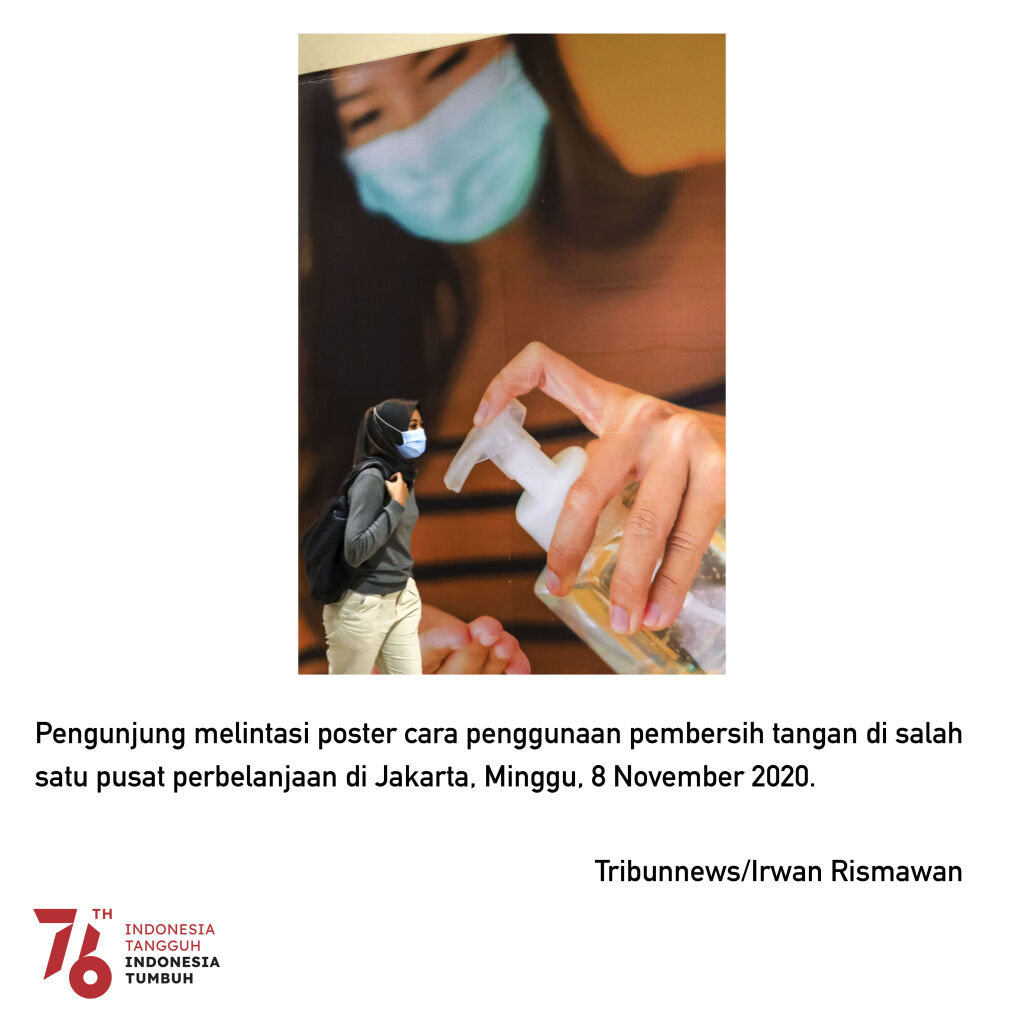 Pengunjung melintasi poster cara penggunaan pembersih tangan di salah
satu pusat perbelanjaan di Jakarta, Minggu, 8 November 2020.
Tribunnews/Irwan Rismawan
76TH
INDONESIA
TANGGUH
INDONESIA
TUMBUH